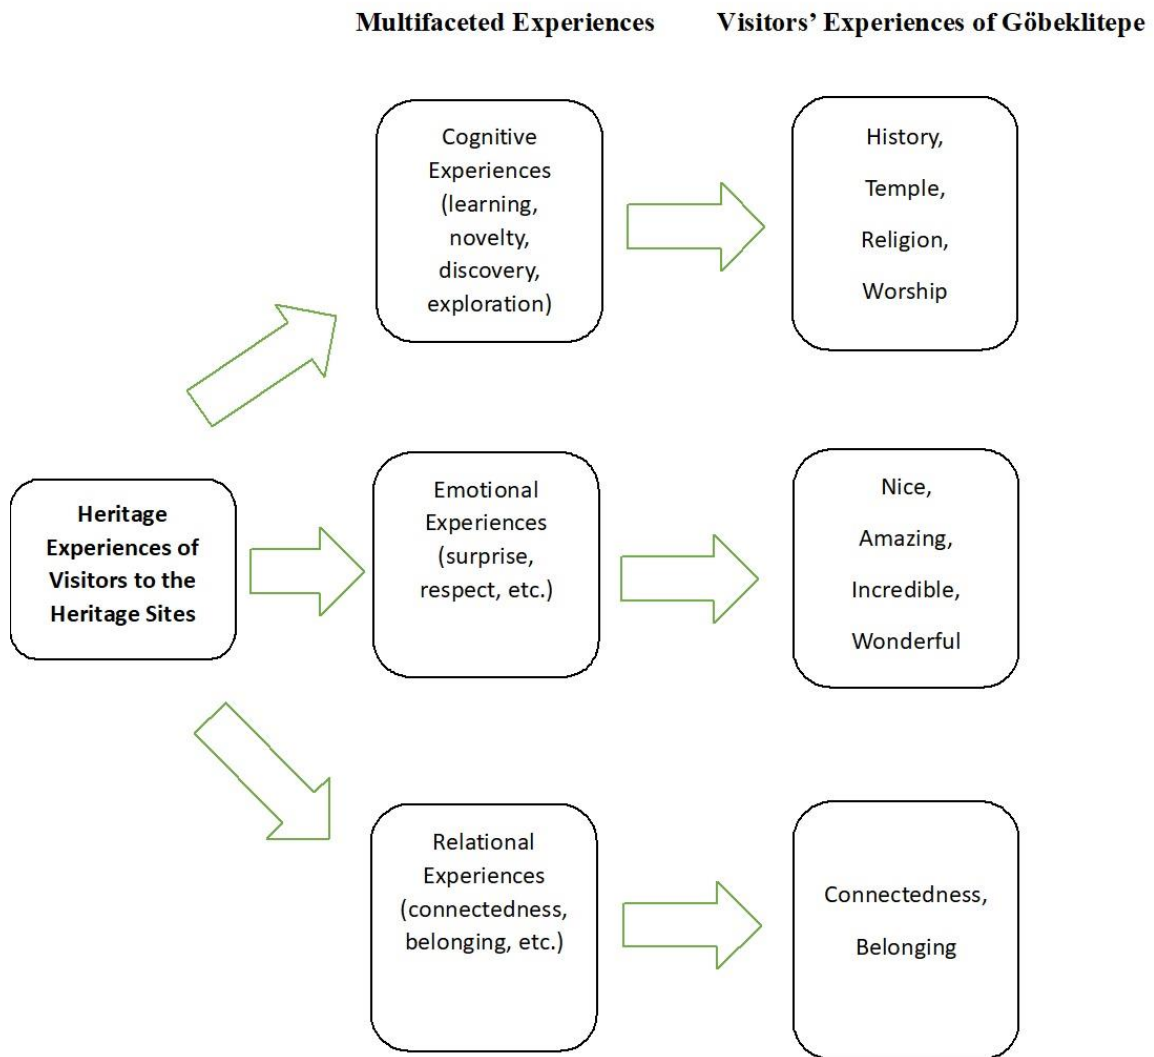 Multifaceted Experiences
Visitors’ Experiences of Göbeklitepe
Cognitive
Experiences
(learning,
novelty,
discovery,
exploration)
History,
Temple,
Religion,
Worship
Heritage
Experiences of
Visitors to the
Heritage Sites
Emotional
Experiences
(surprise,
respect, etc.)
Nice,
Amazing,
Incredible,
Wonderful
Relational
Experiences
(connectedness,
belonging, etc.)
Connectedness,
Belonging